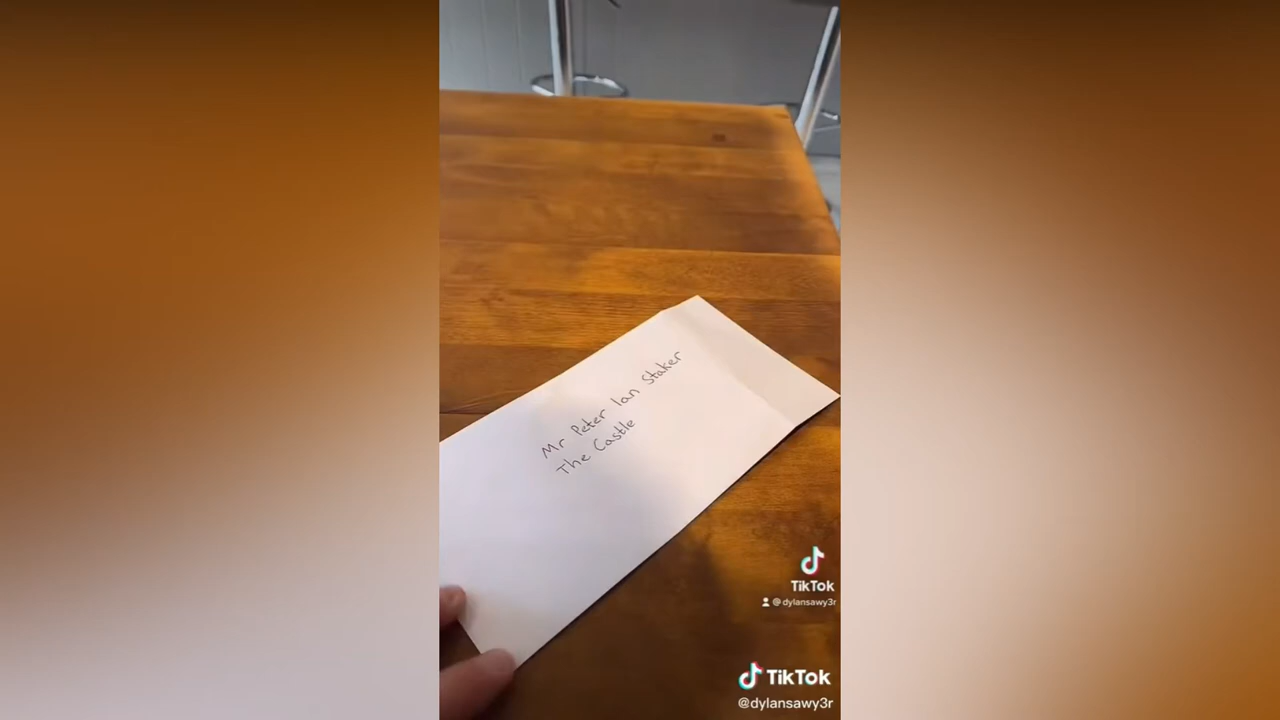 Mr Peter Ian Staker
The Castle
TikTok
@dylansawy3r
TikTok
@dylansawy3r